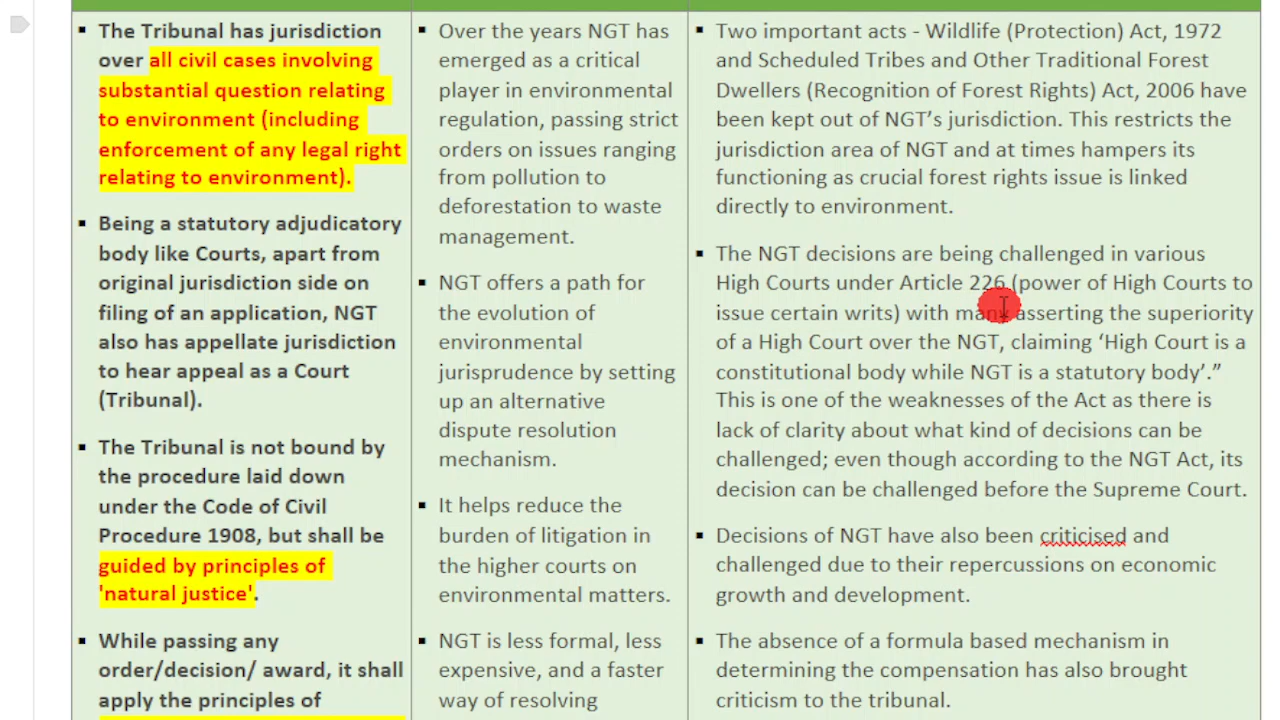 The Tribunal has jurisdiction
over all civil cases involving
substantial question relating
to environment (including
enforcement of any legal right
relating to environment).
Being a statutory adjudicatory
body like Courts, apart from
original jurisdiction side on
filing of an application, NGT
also has appellate jurisdiction
to hear appeal as a Court
(Tribunal).
The Tribunal is not bound by
the procedure laid down
under the Code of Civil
Procedure 1908, but shall be
guided by principles of
'natural justice'.
While passing any
order/decision/ award, it shall
apply the principles of
Over the years NGT has
emerged as a critical
player in environmental
regulation, passing strict
orders on issues ranging
from pollution to
deforestation to waste
management.
NGT offers a path for
the evolution of
environmental
jurisprudence by setting
up an alternative
dispute resolution
mechanism.
It helps reduce the
burden of litigation in
the higher courts on
environmental matters.
NGT is less formal, less
expensive, and a faster
way of resolving
Two important acts - Wildlife (Protection) Act, 1972
and Scheduled Tribes and Other Traditional Forest
Dwellers (Recognition of Forest Rights) Act, 2006 have
been kept out of NGT’s jurisdiction. This restricts the
jurisdiction area of NGT and at times hampers its
functioning as crucial forest rights issue is linked
directly to environment.
The NGT decisions are being challenged in various
High Courts under Article 226 (power of High Courts to
issue certain writs) with many asserting the superiority
of a High Court over the NGT, claiming ‘High Court is a
constitutional body while NGT is a statutory body’.”
This is one of the weaknesses of the Act as there is
lack of clarity about what kind of decisions can be
challenged; even though according to the NGT Act, its
decision can be challenged before the Supreme Court.
Decisions of NGT have also been criticised and
challenged due to their repercussions on economic
growth and development.
The absence of a formula based mechanism in
determining the compensation has also brought
criticism to the tribunal.